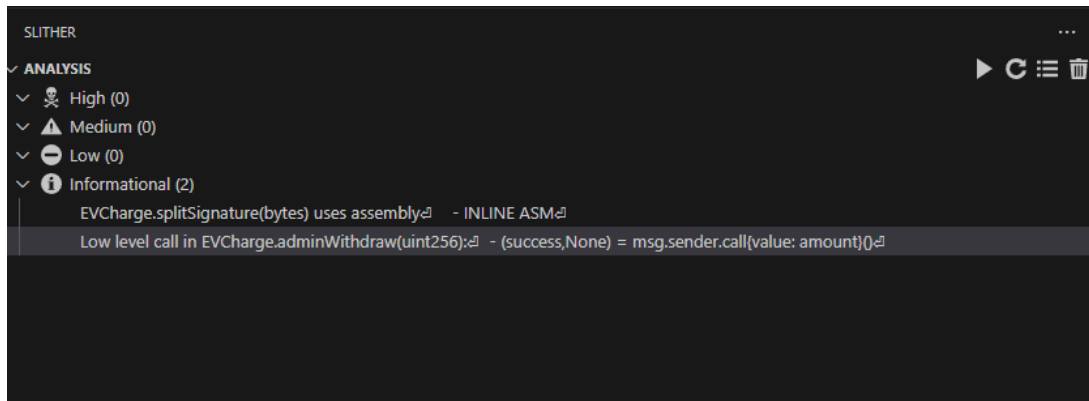 SLITHER
ANALYSIS
High (0)
Medium (0)
Low (0)
Informational (2)
EVCharge.splitSignature(bytes) uses assembly⏎ - INLINE ASM⏎
Low level call in EVCharge.adminWithdraw(uint256):⏎ - (success,None) = msg.sender.call{value: amount}()⏎